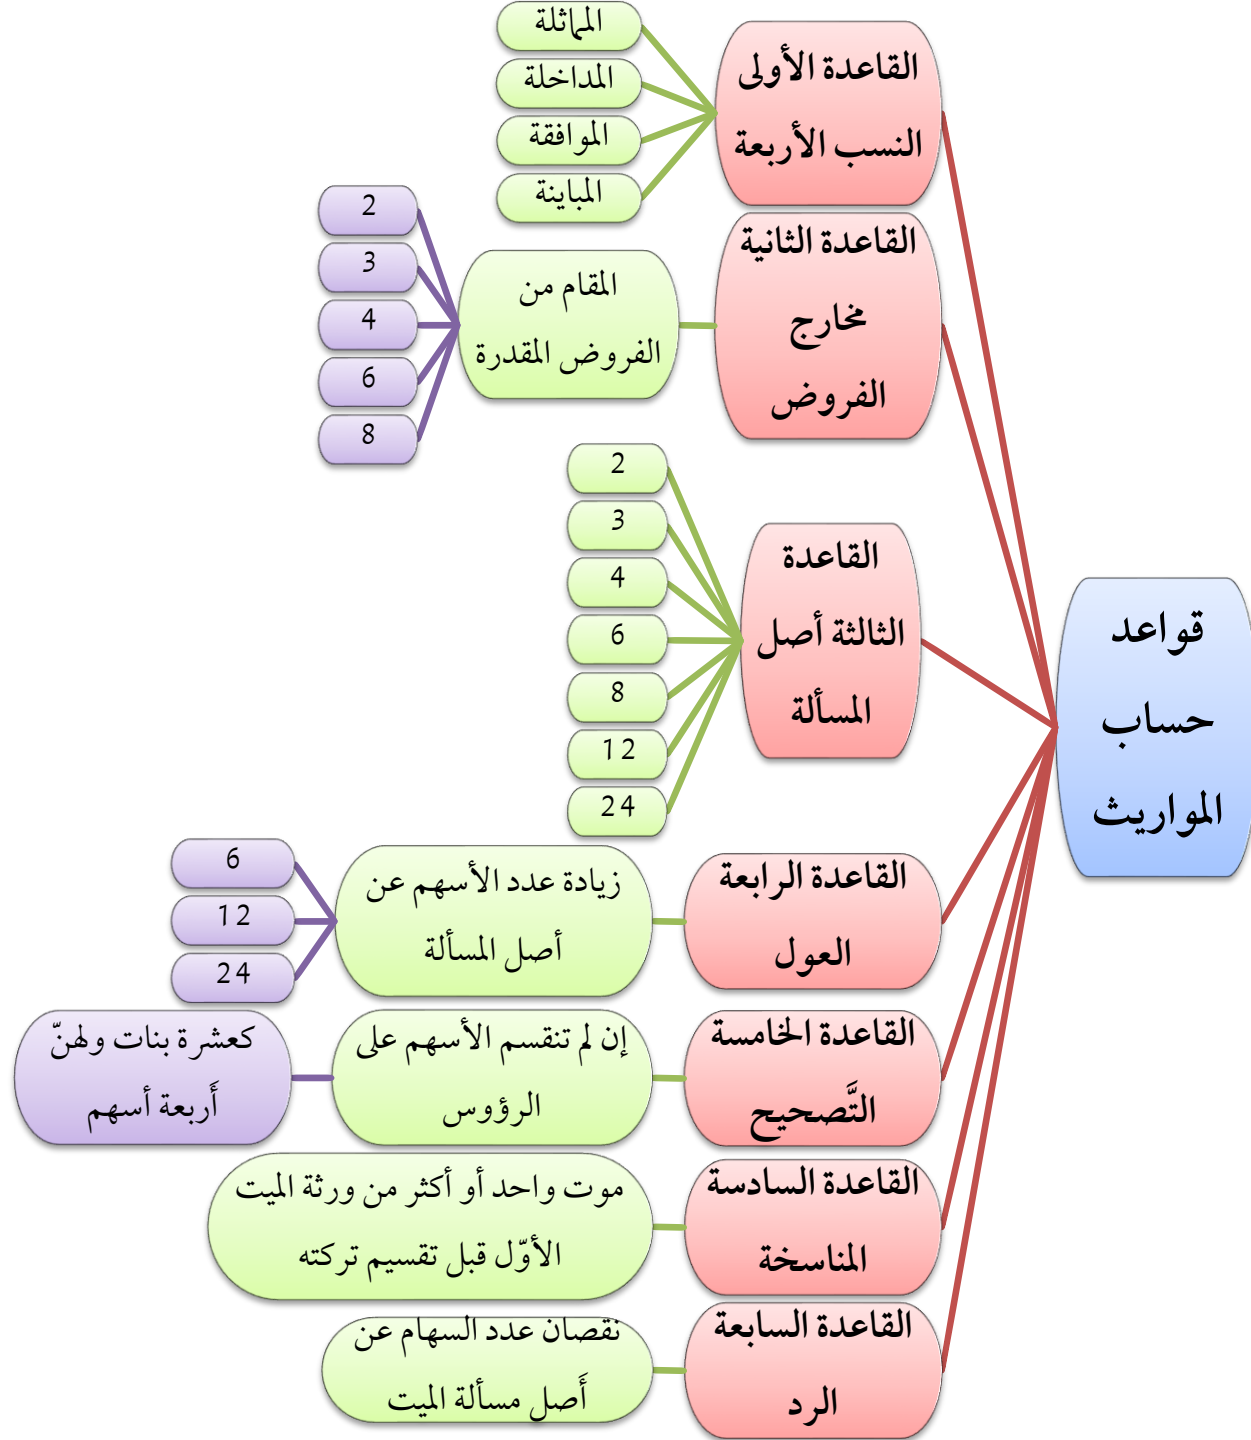 قواعد
حساب
المواريث
القاعدة الأولى
النسب الأربعة
المماثلة
المداخلة
الموافقة
المباينة
القاعدة الثانية
مخارج
الفروض
المقام من
الفروض المقدرة
2
3
4
6
8
القاعدة
الثالثة أصل
المسألة
2
3
4
6
8
12
24
القاعدة الرابعة
العول
زيادة عدد الأسهم عن
أصل المسألة
6
12
24
القاعدة الخامسة
التَّصحيح
إن لم تنقسم الأسهم على
الرؤوس
كعشرة بنات ولهنّ
أَربعة أسهم
القاعدة السادسة
المناسخة
موت واحد أو أكثر من ورثة الميت
الأوّل قبل تقسيم تركته
القاعدة السابعة
الرد
نقصان عدد السهام عن
أَصل مسألة الميت